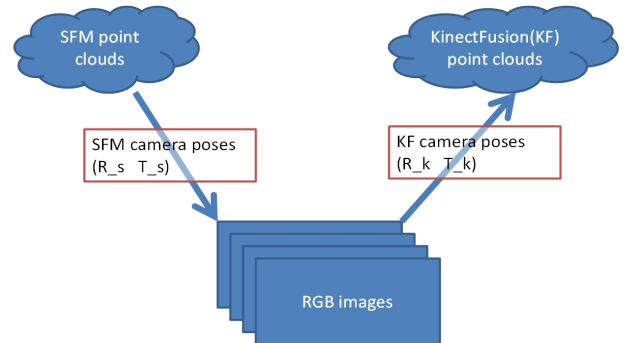 SFM point
clouds
KinectFusion(KF)
point clouds
SFM camera poses
(R_s   T_s)
KF camera poses
(R_k   T_k)
RGB images